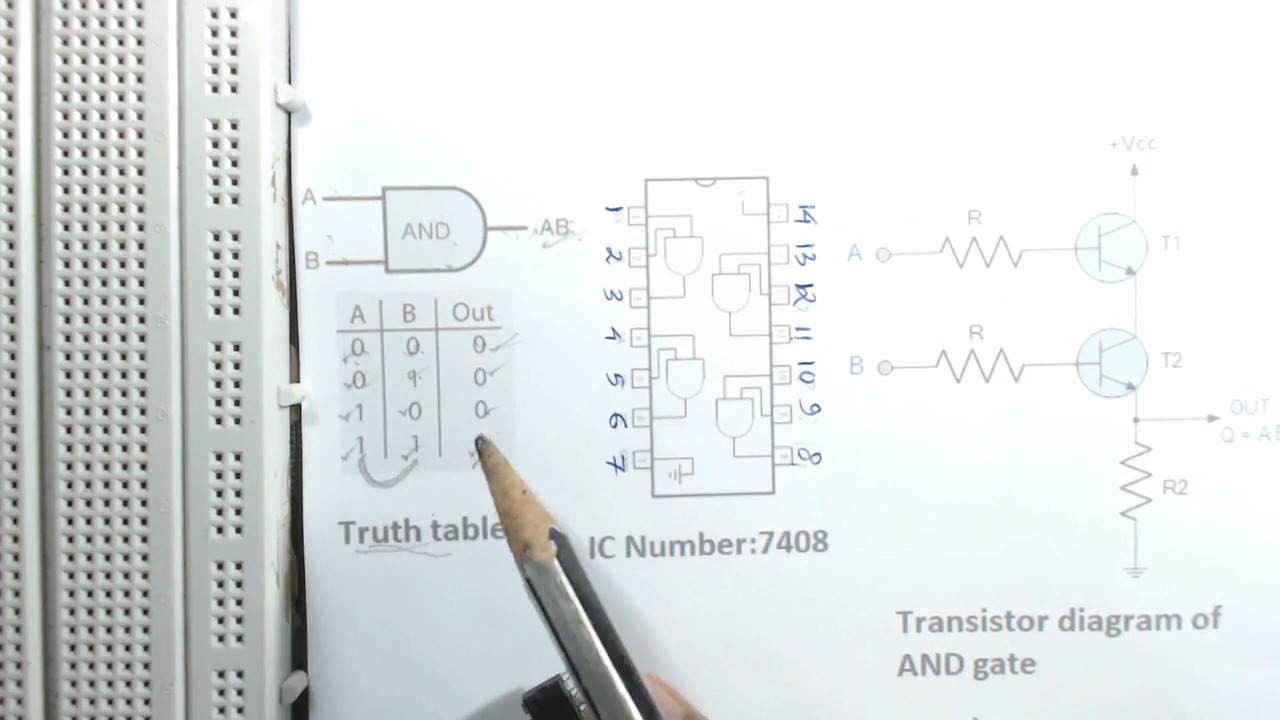 A
AND
AB
B
A B Out
0 0 0
0 1 0
1 0 0
1 1
Truth table
1
2
3
4
5
6
7
14
13
12
11
10
9
8
IC Number:7408
+Vcc
A R T1
B R T2
OUT
Q = AB
R2
Transistor diagram of
AND gate